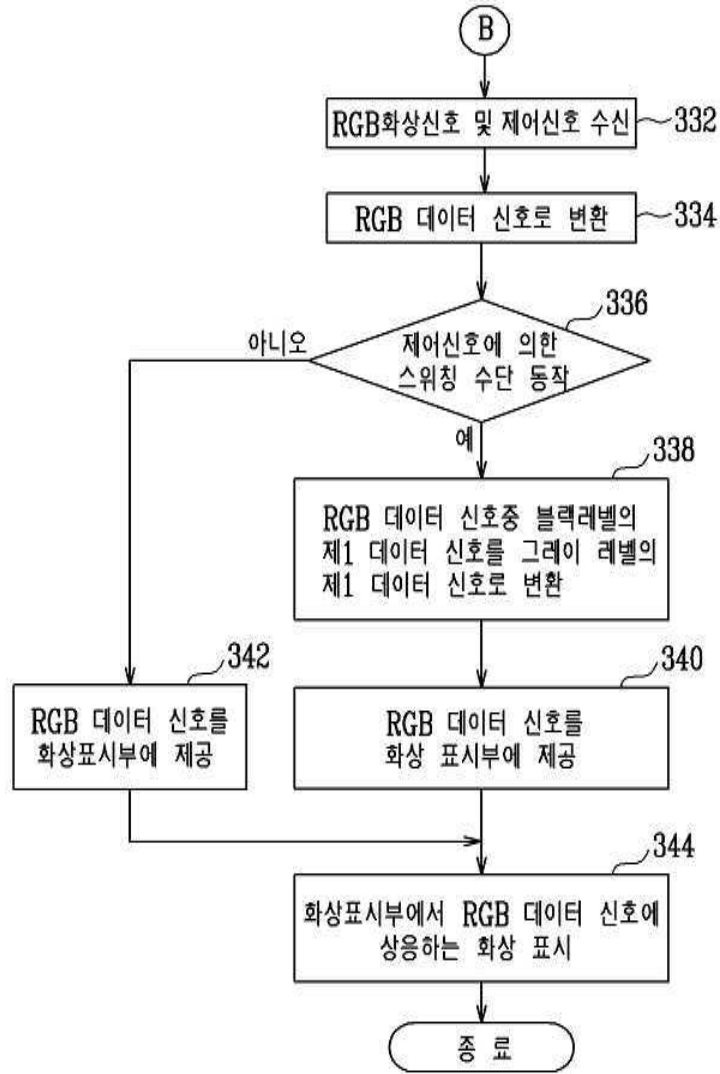 B
RGB화상신호 및 제어신호 수신
332
RGB 데이터 신호로 변환
334
336
제어신호에 의한
스위칭 수단 동작
아니오
예
338
RGB 데이터 신호중 블랙레벨의
제1 데이터 신호를 그레이 레벨의
제1 데이터 신호로 변환
342
RGB 데이터 신호를
화상표시부에 제공
340
RGB 데이터 신호를
화상 표시부에 제공
344
화상표시부에서 RGB 데이터 신호에
상응하는 화상 표시
종 료